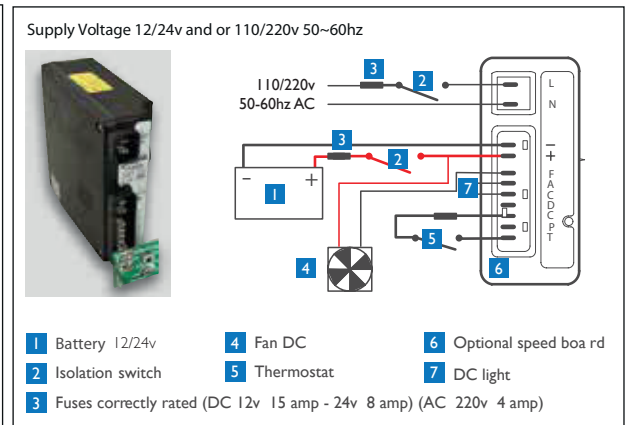 Supply Voltage 12/24v and or 110/220v 50~60hz
110/220v
50-60hz AC
3
2
L
N
3
2
– +
1
–
+
F
A
C
D
C
P
T
7
5
4
6
1 Battery 12/24v
4 Fan DC
6 Optional speed boa rd
2 Isolation switch
5 Thermostat
7 DC light
3 Fuses correctly rated (DC 12v 15 amp - 24v 8 amp) (AC 220v 4 amp)